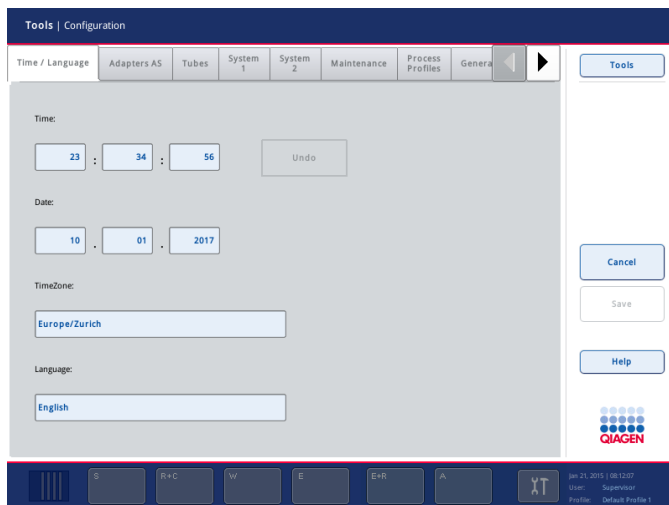 Tools | Configuration
Time / Language
Adapters AS
Tubes
System
1
System
2
Maintenance
Process
Profiles
Genera
Tools
Time:
23 : 34 : 56
Undo
Date:
10 . 01 . 2017
Cancel
TimeZone:
Save
Europe/Zurich
Help
Language:
English
QIAGEN
S
R+C
W
E
E+R
A
Jan 21, 2015 | 08:12:07
User: Supervisor
Profile: Default Profile 1